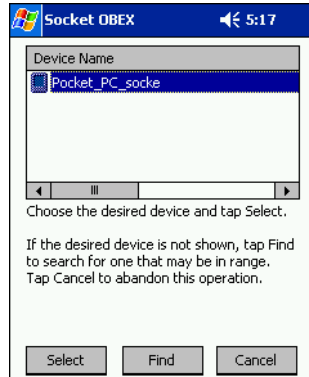 Socket OBEX 5:17
Device Name
Pocket_PC_socke
Choose the desired device and tap Select.
If the desired device is not shown, tap Find
to search for one that may be in range.
Tap Cancel to abandon this operation.
Select Find Cancel